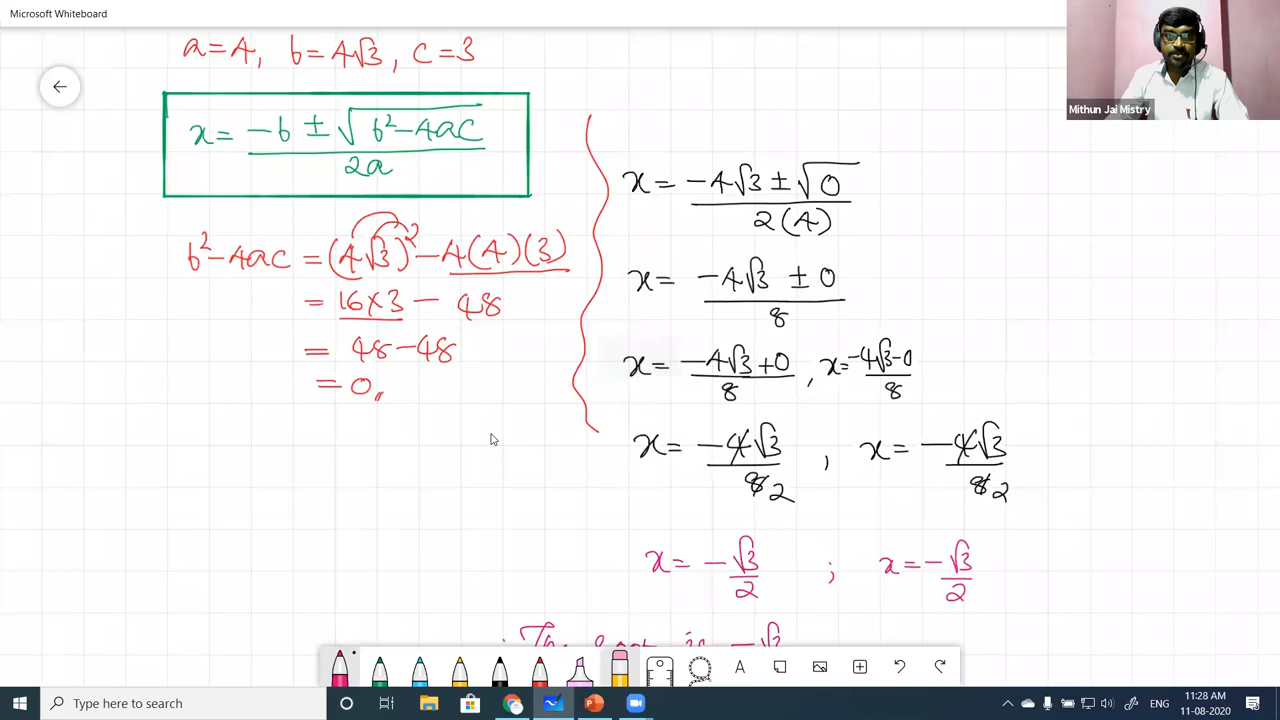 Microsoft Whiteboard
a=4, b=4√3, c=3
x= -b ± √b²-4ac / 2a
b²-4ac = (4√3)² - 4(4)(3)
= 16×3 - 48
= 48-48
= 0,,
x= -4√3 ± √0 / 2(4)
x= -4√3 ± 0 / 8
x= -4√3+0 / 8 , x= -4√3-0 / 8
x= -4√3 / 8 2 , x= -4√3 / 8 2
x= -√3 / 2 ; x= -√3 / 2
is -√3
Mithun Jai Mistry
A
Type here to search
ENG
11:28 AM
11-08-2020